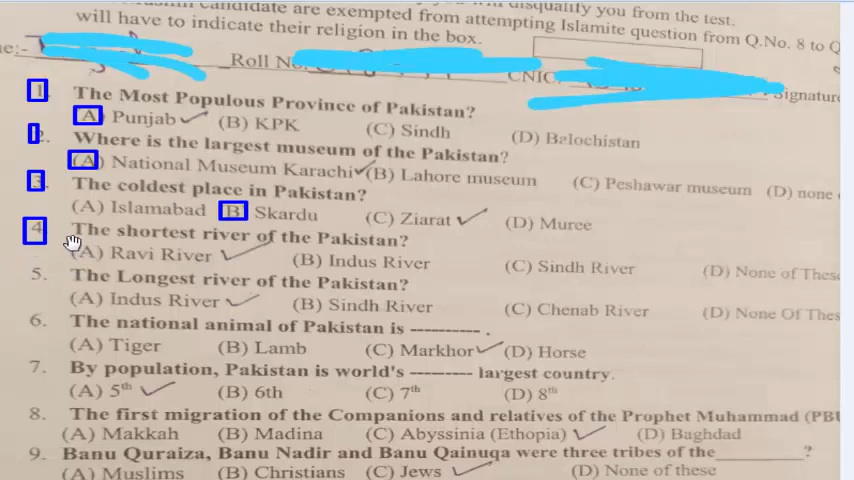 candidate are exempted from attempting Islamite question from Q.No. 8 to Q
will have to indicate their religion in the box.
Roll No. CNIC. Signature
1. The Most Populous Province of Pakistan?
(A) Punjab (B) KPK (C) Sindh (D) Balochistan
2. Where is the largest museum of the Pakistan?
(A) National Museum Karachi (B) Lahore museum (C) Peshawar museum (D) none
3. The coldest place in Pakistan?
(A) Islamabad (B) Skardu (C) Ziarat (D) Muree
4. The shortest river of the Pakistan?
(A) Ravi River (B) Indus River (C) Sindh River (D) None of These
5. The Longest river of the Pakistan?
(A) Indus River (B) Sindh River (C) Chenab River (D) None Of Thes
6. The national animal of Pakistan is ---------- .
(A) Tiger (B) Lamb (C) Markhor (D) Horse
7. By population, Pakistan is world's --------- largest country.
(A) 5th (B) 6th (C) 7th (D) 8th
8. The first migration of the Companions and relatives of the Prophet Muhammad (PBU
(A) Makkah (B) Madina (C) Abyssinia (Ethopia) (D) Baghdad
9. Banu Quraiza, Banu Nadir and Banu Qainuqa were three tribes of the_________?
(A) Muslims (B) Christians (C) Jews (D) None of these